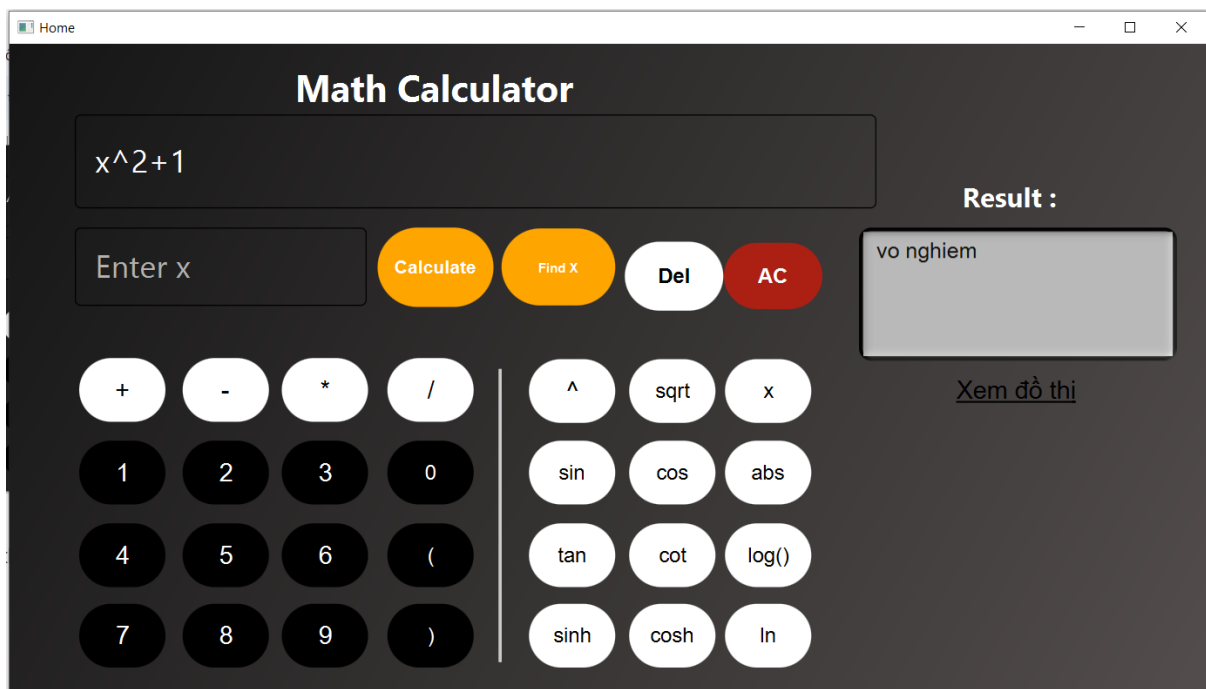 Home
Math Calculator
x^2+1
Result :
Enter x
Calculate
Find X
Del
AC
vo nghiem
Xem đồ thi
+ - * / ^ sqrt x
1 2 3 0 sin cos abs
4 5 6 ( tan cot log()
7 8 9 ) sinh cosh ln